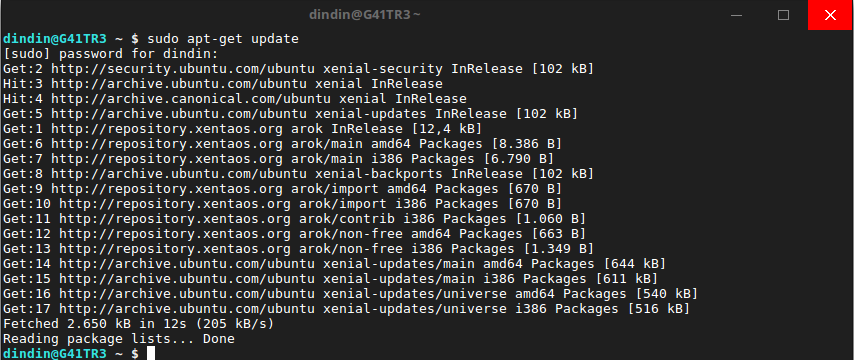 dindin@G41TR3 ~
dindin@G41TR3 ~ $ sudo apt-get update
[sudo] password for dindin:
Get:2 http://security.ubuntu.com/ubuntu xenial-security InRelease [102 kB]
Hit:3 http://archive.ubuntu.com/ubuntu xenial InRelease
Hit:4 http://archive.canonical.com/ubuntu xenial InRelease
Get:5 http://archive.ubuntu.com/ubuntu xenial-updates InRelease [102 kB]
Get:1 http://repository.xentaos.org arok InRelease [12,4 kB]
Get:6 http://repository.xentaos.org arok/main amd64 Packages [8.386 B]
Get:7 http://repository.xentaos.org arok/main i386 Packages [6.790 B]
Get:8 http://archive.ubuntu.com/ubuntu xenial-backports InRelease [102 kB]
Get:9 http://repository.xentaos.org arok/import amd64 Packages [670 B]
Get:10 http://repository.xentaos.org arok/import i386 Packages [670 B]
Get:11 http://repository.xentaos.org arok/contrib i386 Packages [1.060 B]
Get:12 http://repository.xentaos.org arok/non-free amd64 Packages [663 B]
Get:13 http://repository.xentaos.org arok/non-free i386 Packages [1.349 B]
Get:14 http://archive.ubuntu.com/ubuntu xenial-updates/main amd64 Packages [644 kB]
Get:15 http://archive.ubuntu.com/ubuntu xenial-updates/main i386 Packages [611 kB]
Get:16 http://archive.ubuntu.com/ubuntu xenial-updates/universe amd64 Packages [540 kB]
Get:17 http://archive.ubuntu.com/ubuntu xenial-updates/universe i386 Packages [516 kB]
Fetched 2.650 kB in 12s (205 kB/s)
Reading package lists... Done
dindin@G41TR3 ~ $